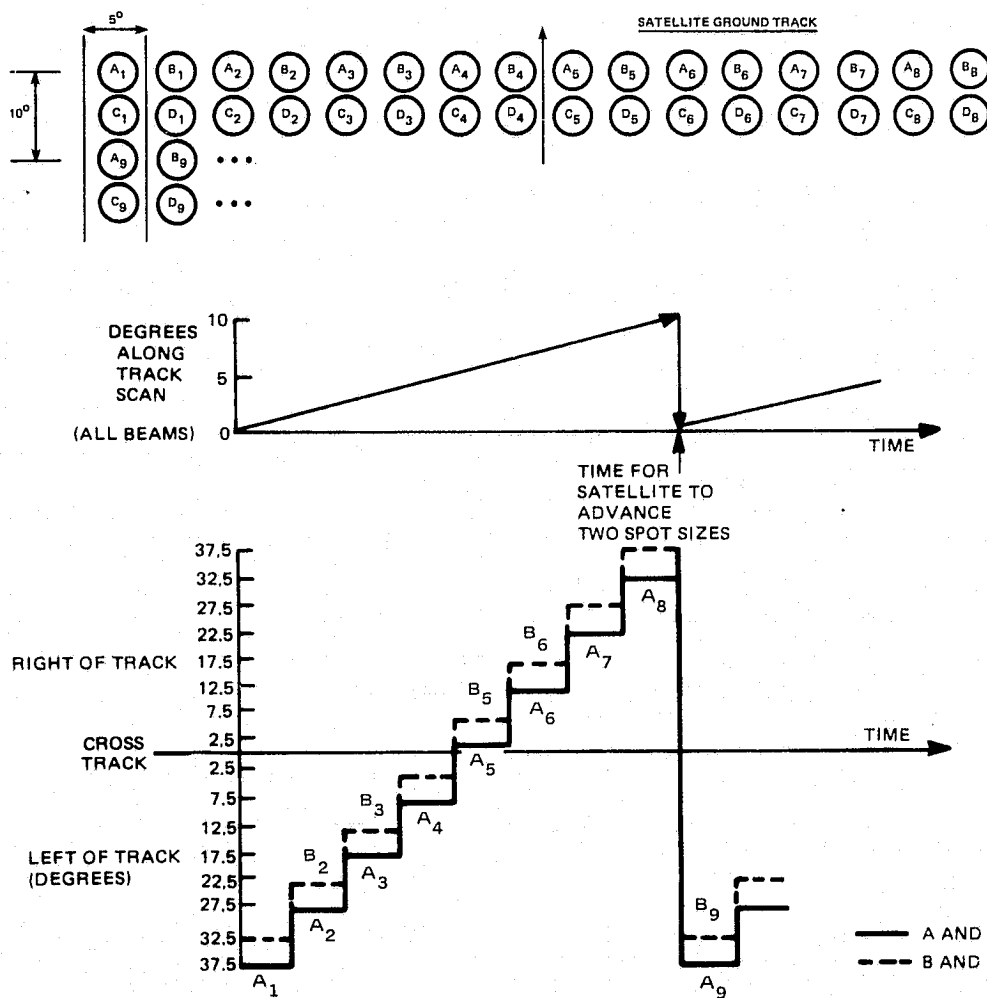 5°
SATELLITE GROUND TRACK
A1 B1 A2 B2 A3 B3 A4 B4 A5 B5 A6 B6 A7 B7 A8 B8
10°
C1 D1 C2 D2 C3 D3 C4 D4 C5 D5 C6 D6 C7 D7 C8 D8
A9 B9 •••
C9 D9 •••
DEGREES
ALONG
TRACK
SCAN
(ALL BEAMS)
10
5
0
TIME
TIME FOR
SATELLITE TO
ADVANCE
TWO SPOT SIZES
37,5
32,5
27,5
22,5
17.5
12.5
7.5
2.5
2.5
7.5
12,5
17.5
22,5
27.5
32.5
37.5
RIGHT OF TRACK
CROSS
TRACK
LEFT OF TRACK
(DEGREES)
TIME
A1
B2
A2
B3
A3
A4
B5
A5
B6
A6
A7
A8
B9
A9
A AND
B AND